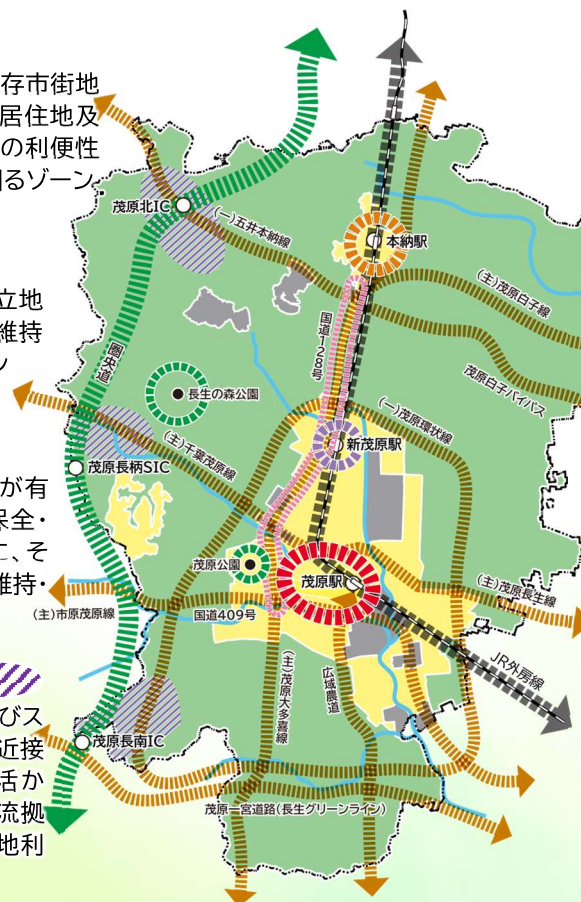 存市街地
居住地及
の利便性
図るゾーン
立地
維持
ン
が有
保全・
に、そ
維持・
びス
近接
活か
流拠
地利
茂原北IC
(一)五井本納線
本納駅
(主)茂原白子線
国道128号
圏央道
長生の森公園
茂原白子バイパス
(一)茂原環状線
新茂原駅
(主)千葉茂原線
茂原長柄SIC
茂原公園
茂原駅
(主)茂原長生線
(主)市原茂原線
国道409号
JR外房線
(主)茂原大多喜線
広域農道
茂原長南IC
茂原一宮道路(長生グリーンライン)